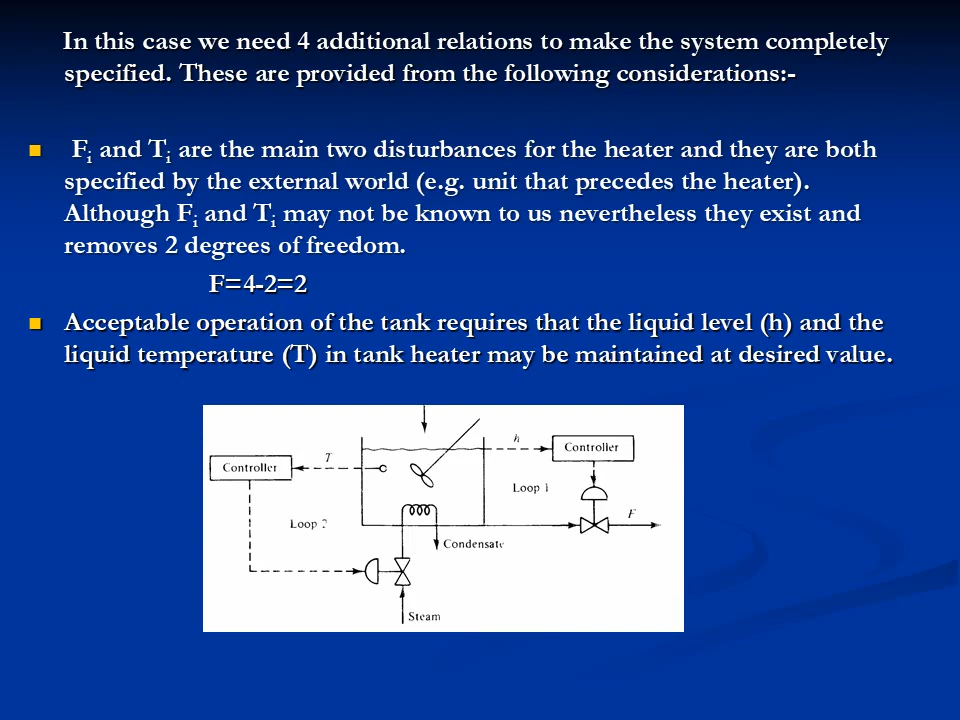 In this case we need 4 additional relations to make the system completely
specified. These are provided from the following considerations:-
Fi and Ti are the main two disturbances for the heater and they are both
specified by the external world (e.g. unit that precedes the heater).
Although Fi and Ti may not be known to us nevertheless they exist and
removes 2 degrees of freedom.
F=4-2=2
Acceptable operation of the tank requires that the liquid level (h) and the
liquid temperature (T) in tank heater may be maintained at desired value.
h
Controller
T
Controller
Loop 1
F
Loop 2
Condensate
Steam